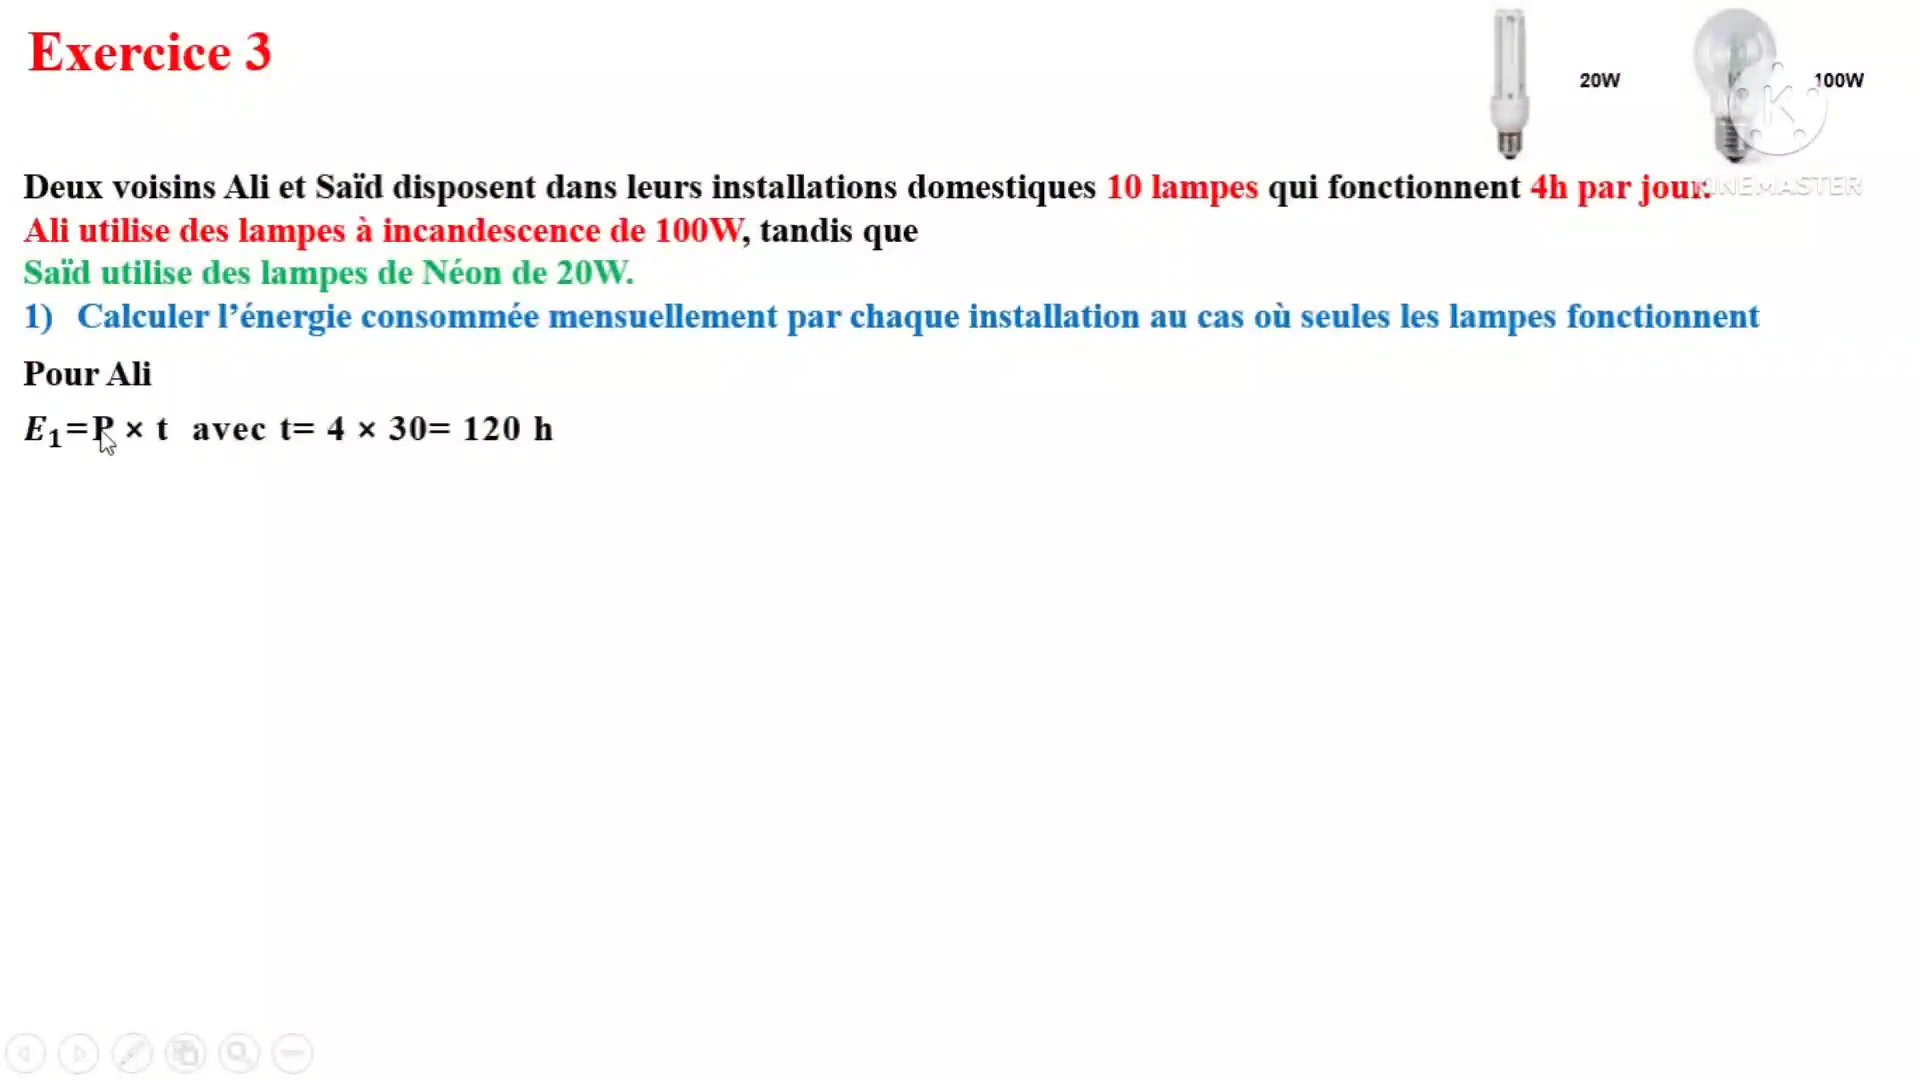 Exercice 3
20W
100W
KINEMASTER
Deux voisins Ali et Saïd disposent dans leurs installations domestiques 10 lampes qui fonctionnent 4h par jour.
Ali utilise des lampes à incandescence de 100W, tandis que
Saïd utilise des lampes de Néon de 20W.
1) Calculer l’énergie consommée mensuellement par chaque installation au cas où seules les lampes fonctionnent
Pour Ali
E₁=P × t avec t= 4 × 30= 120 h